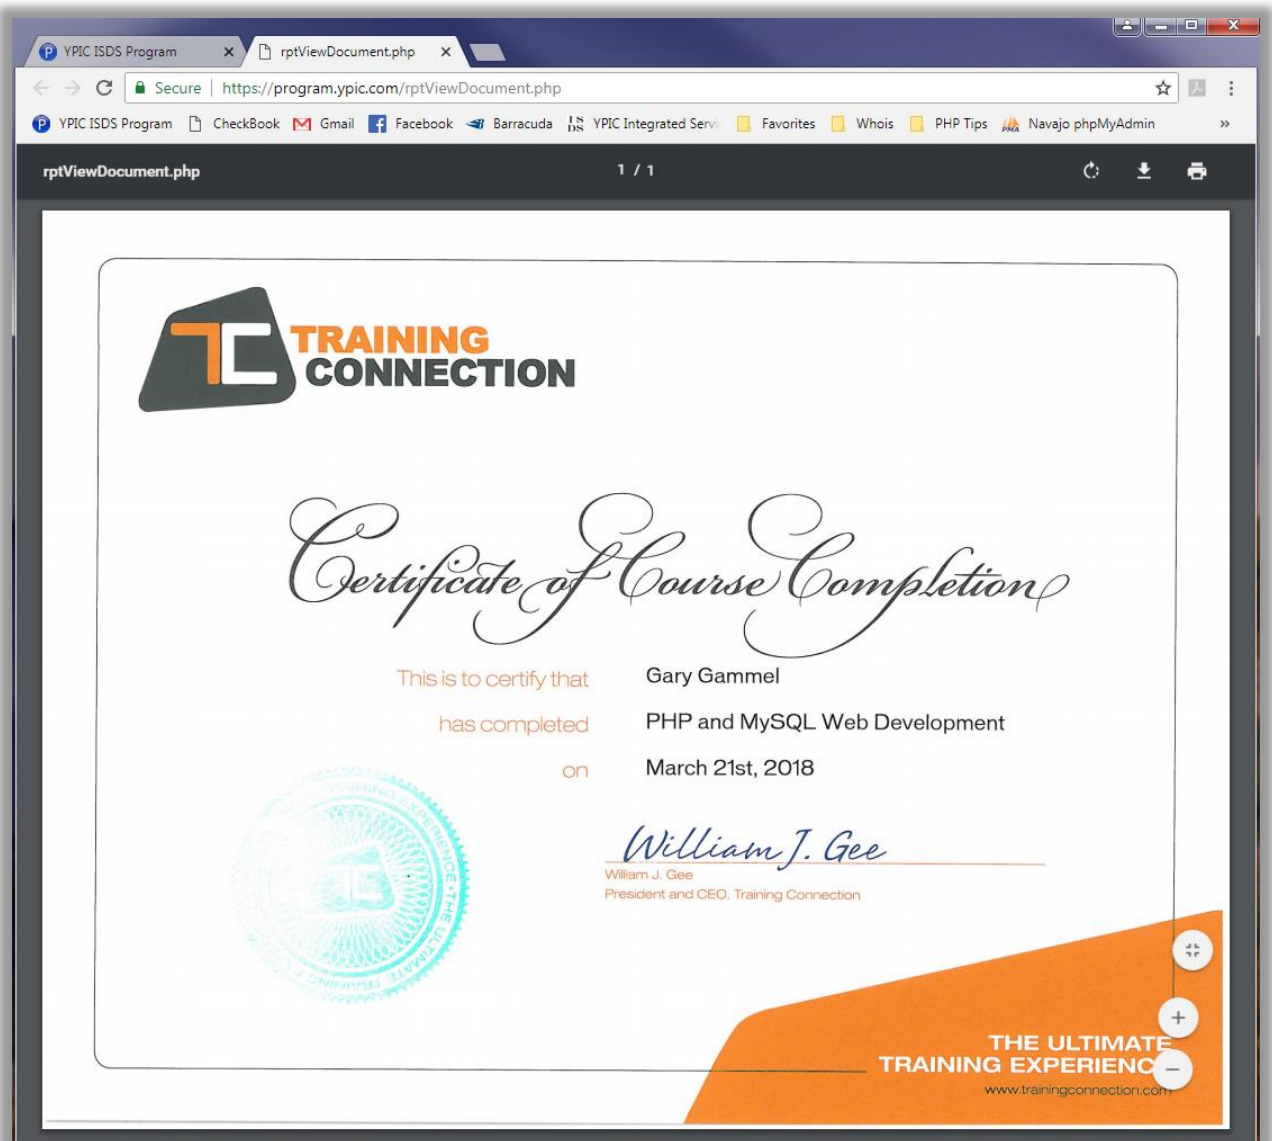 YPIC ISDS Program
rptViewDocument.php
Secure
https://program.ypic.com/rptViewDocument.php
YPIC ISDS Program
CheckBook
Gmail
Facebook
Barracuda
YPIC Integrated Servi
Favorites
Whois
PHP Tips
Navajo phpMyAdmin
rptViewDocument.php
1 / 1
TC
TRAINING
CONNECTION
Certificate of Course Completion
This is to certify that Gary Gammel
has completed PHP and MySQL Web Development
on March 21st, 2018
William J. Gee
William J. Gee
President and CEO, Training Connection
THE ULTIMATE
TRAINING EXPERIENC
www.trainingconnection.com